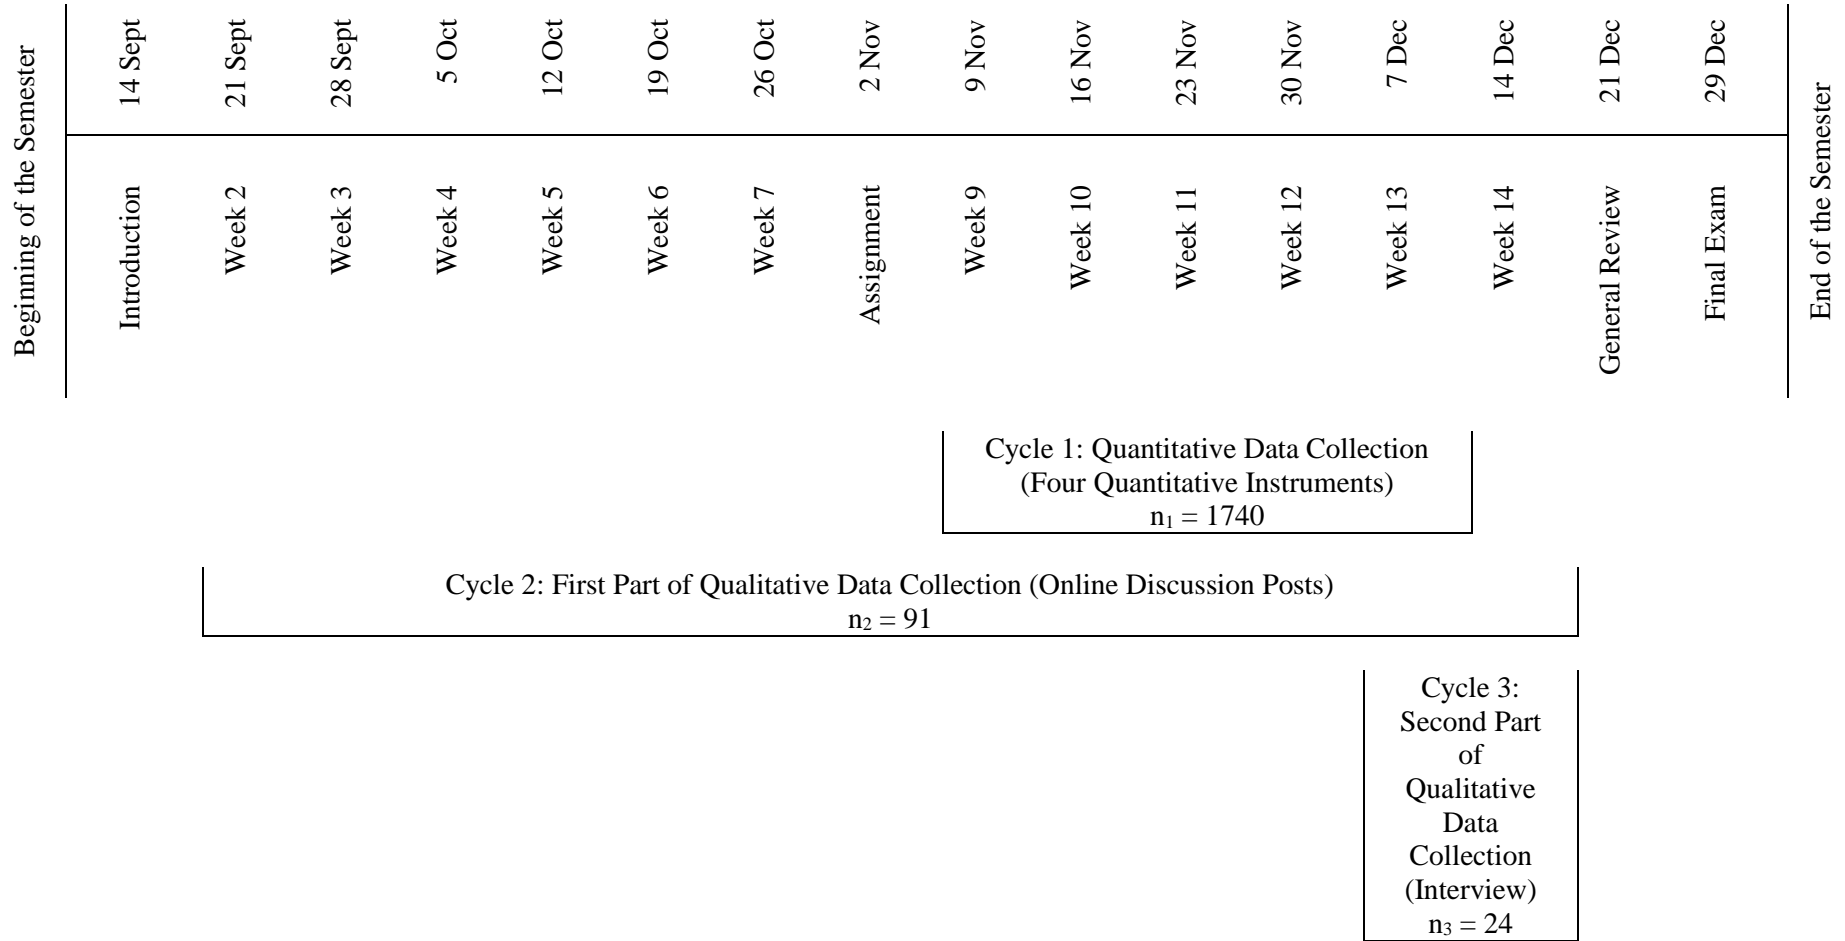 Beginning of the Semester
14 Sept
21 Sept
28 Sept
5 Oct
12 Oct
19 Oct
26 Oct
2 Nov
9 Nov
16 Nov
23 Nov
30 Nov
7 Dec
14 Dec
21 Dec
29 Dec
Introduction
Week 2
Week 3
Week 4
Week 5
Week 6
Week 7
Assignment
Week 9
Week 10
Week 11
Week 12
Week 13
Week 14
General Review
Final Exam
End of the Semester
Cycle 1: Quantitative Data Collection
(Four Quantitative Instruments)
n₁ = 1740
Cycle 2: First Part of Qualitative Data Collection (Online Discussion Posts)
n₂ = 91
Cycle 3:
Second Part
of
Qualitative
Data
Collection
(Interview)
n₃ = 24